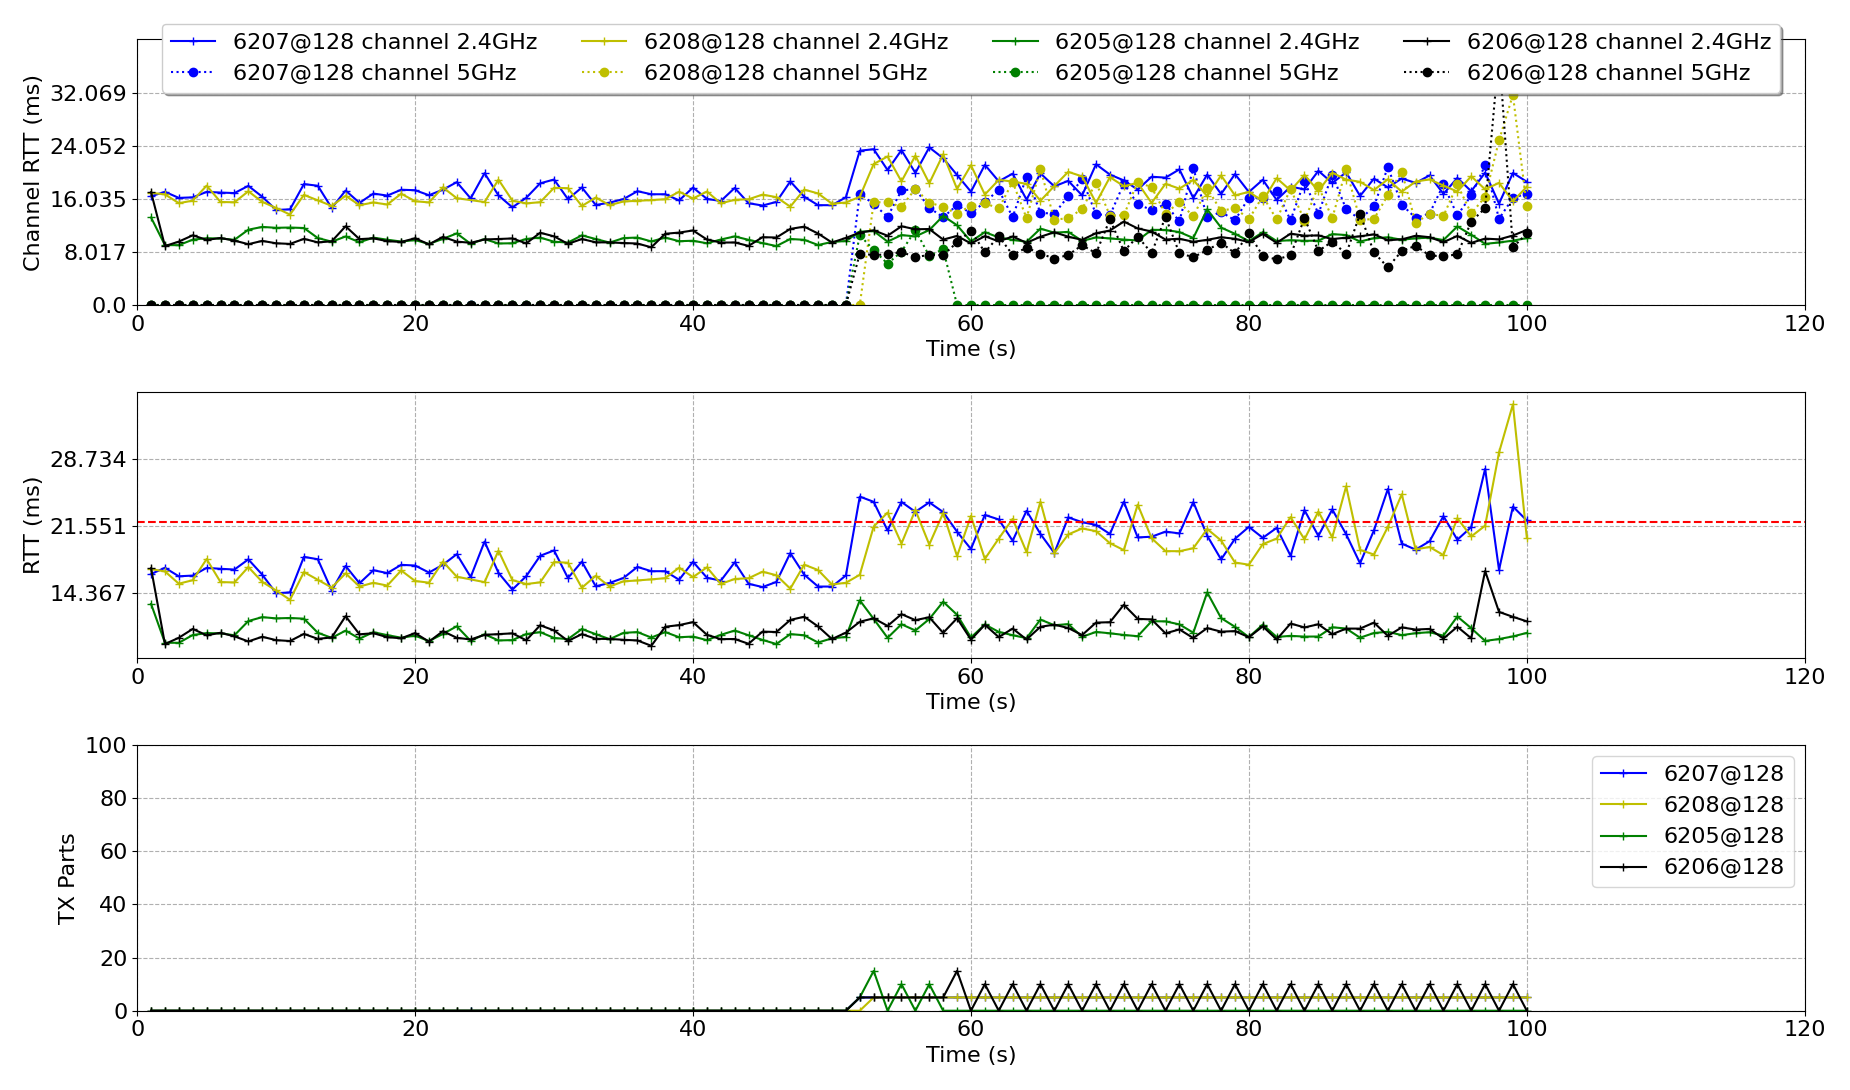 6207@128 channel 2.4GHz 6208@128 channel 2.4GHz 6205@128 channel 2.4GHz 6206@128 channel 2.4GHz
6207@128 channel 5GHz 6208@128 channel 5GHz 6205@128 channel 5GHz 6206@128 channel 5GHz
Channel RTT (ms)
32.069
24.052
16.035
8.017
0.0
0 20 40 60 80 100 120
Time (s)
RTT (ms)
28.734
21.551
14.367
0 20 40 60 80 100 120
Time (s)
TX Parts
100
80
60
40
20
0
6207@128
6208@128
6205@128
6206@128
0 20 40 60 80 100 120
Time (s)